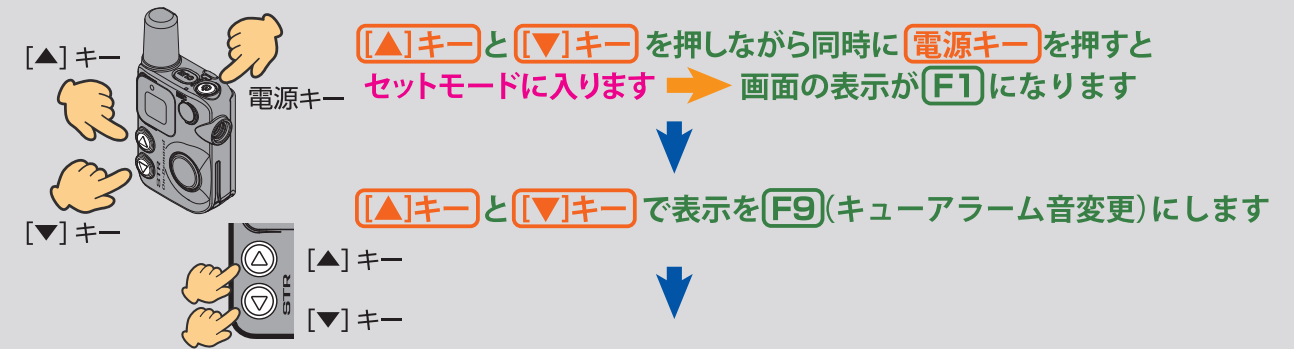 [▲] キー
電源キー
[▼] キー
[▲]キーと[▼]キーを押しながら同時に電源キーを押すと
セットモードに入ります 画面の表示がF1になります
[▲]キーと[▼]キーで表示をF9(キューアラーム音変更)にします
[▲] キー
[▼] キー
STR
STR